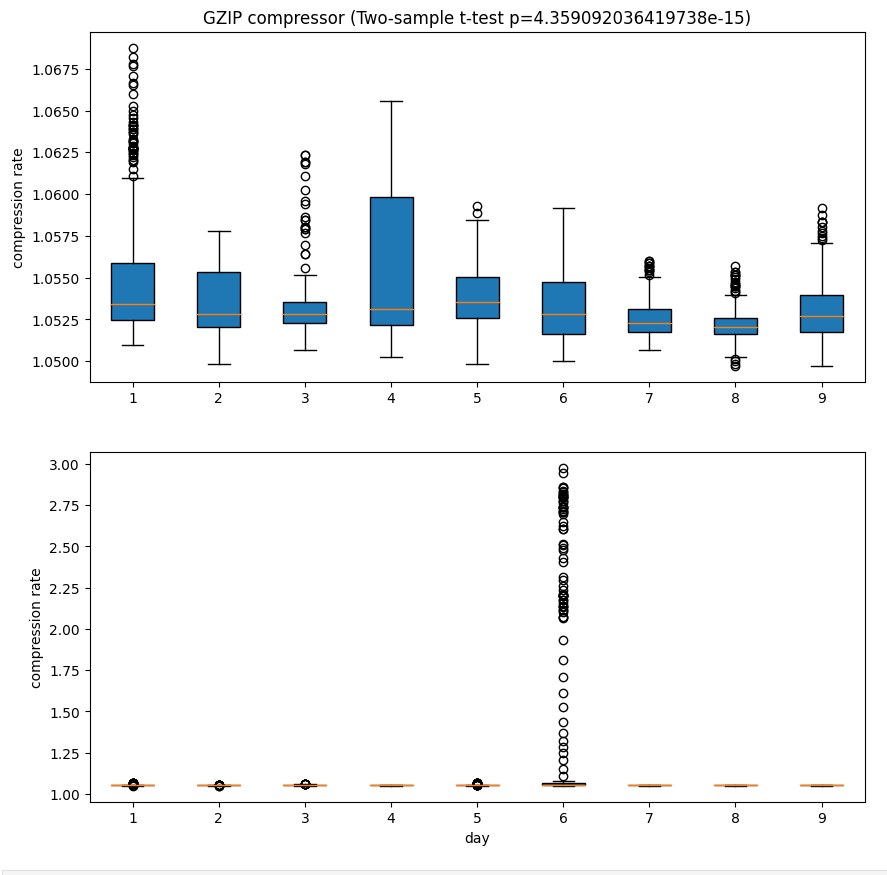 GZIP compressor (Two-sample t-test p=4.359092036419738e-15)
compression rate
1.0675
1.0650
1.0625
1.0600
1.0575
1.0550
1.0525
1.0500
1 2 3 4 5 6 7 8 9
compression rate
3.00
2.75
2.50
2.25
2.00
1.75
1.50
1.25
1.00
1 2 3 4 5 6 7 8 9
day